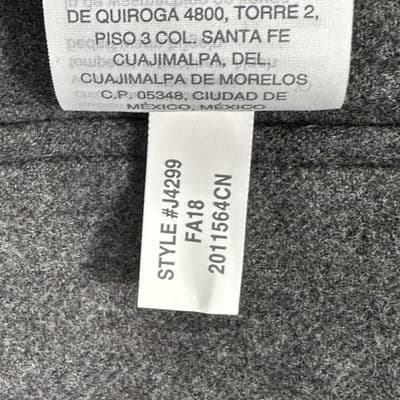 DE QUIROGA 4800, TORRE 2,
PISO 3 COL. SANTA FE
CUAJIMALPA, DEL.
CUAJIMALPA DE MORELOS
C.P. 05348, CIUDAD DE
MÉXICO, MÉXICO.
STYLE #J4299
FA18
2011564CN